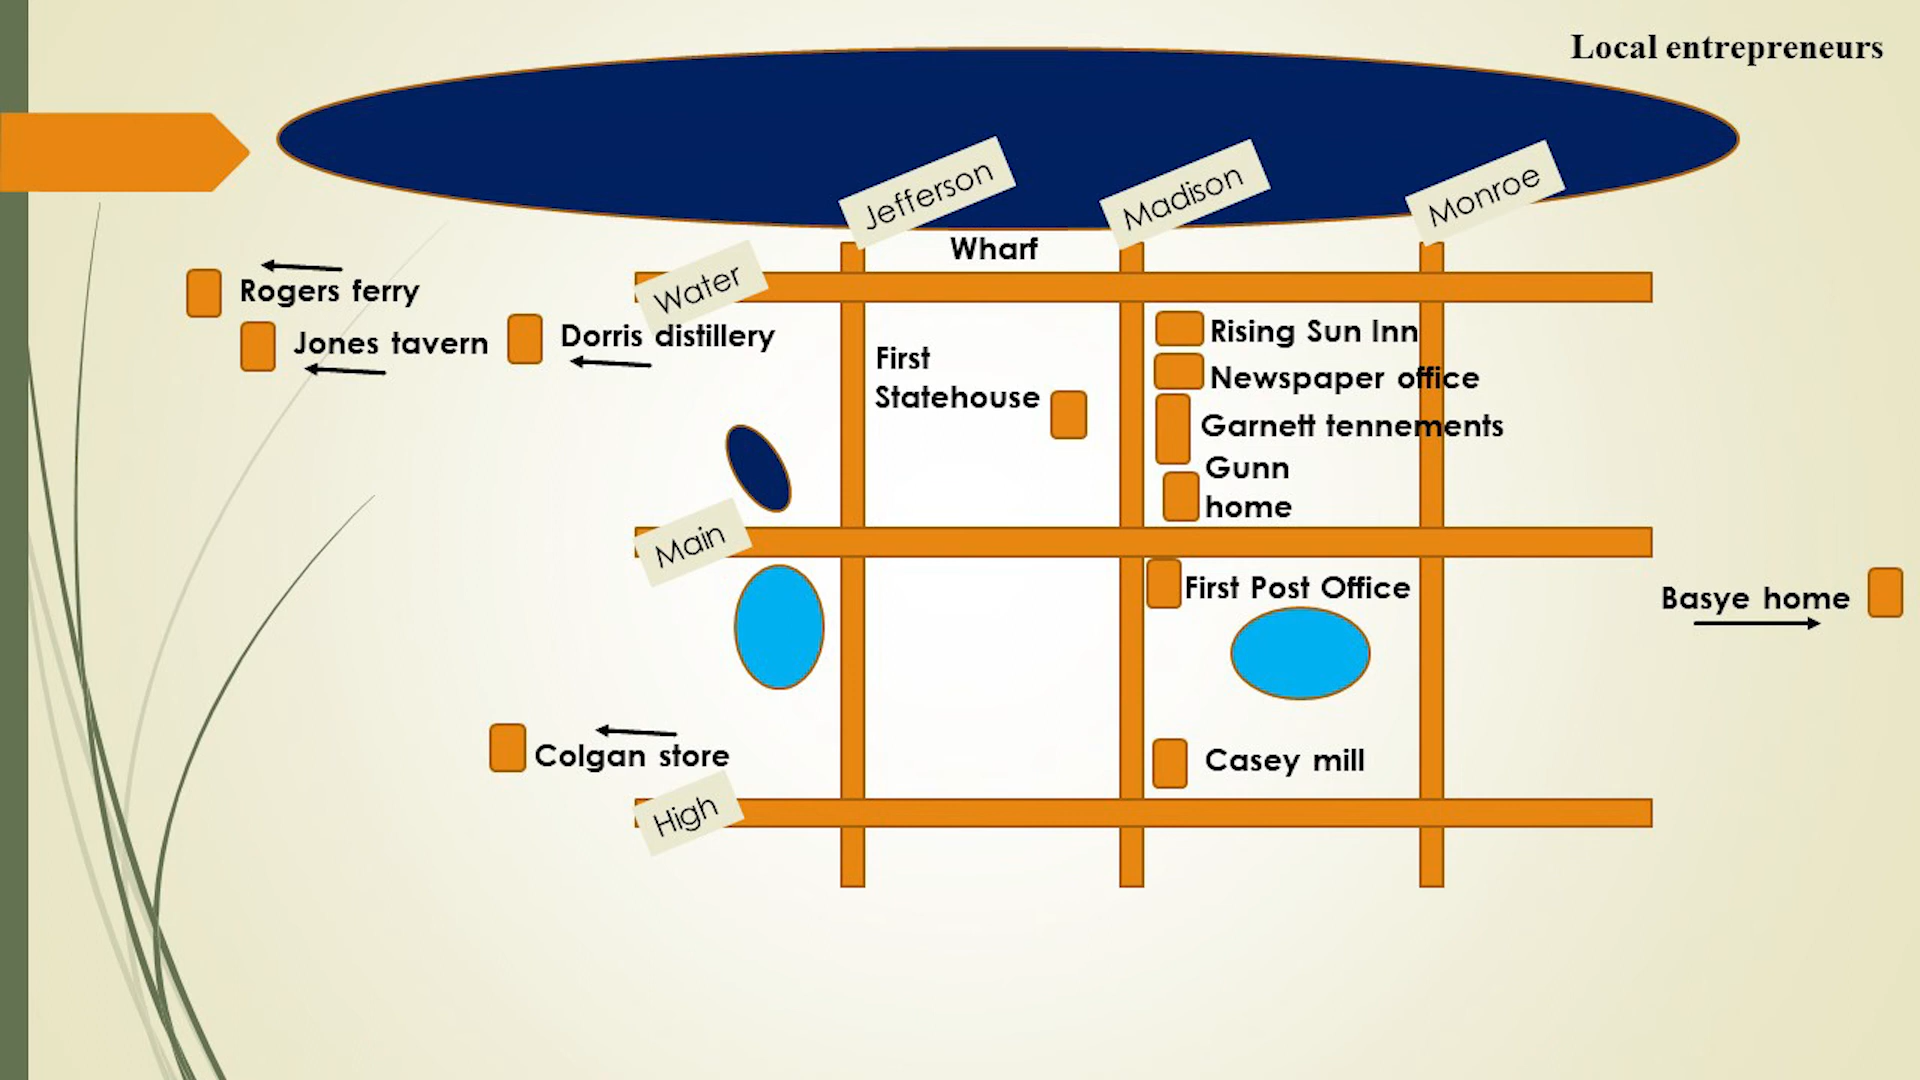 Local entrepreneurs
Jefferson
Madison
Monroe
Wharf
Water
Rogers ferry
Jones tavern
Dorris distillery
First
Statehouse
Rising Sun Inn
Newspaper office
Garnett tennements
Gunn
home
Main
First Post Office
Basye home
Colgan store
Casey mill
High